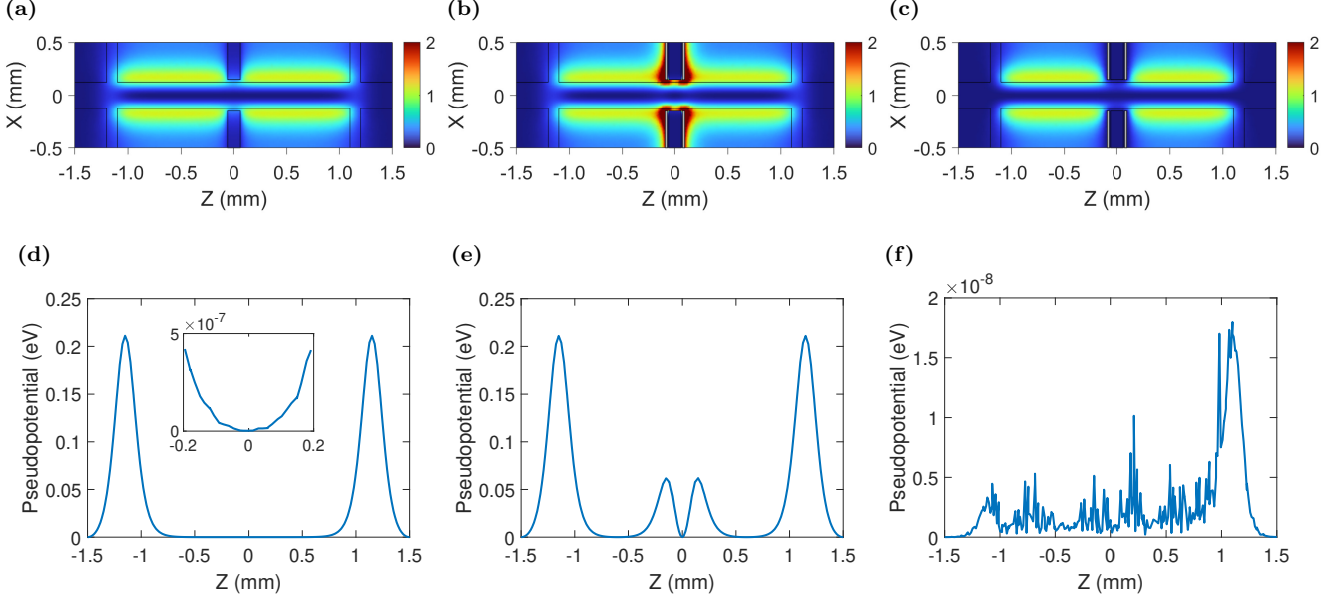 (a) (b) (c)
0.5 0 -0.5 X (mm) 2 1 0
-1.5 -1.0 -0.5 0 0.5 1.0 1.5
Z (mm)
0.5 0 -0.5 X (mm) 2 1 0
-1.5 -1.0 -0.5 0 0.5 1.0 1.5
Z (mm)
0.5 0 -0.5 X (mm) 2 1 0
-1.5 -1.0 -0.5 0 0.5 1.0 1.5
Z (mm)
(d)
Pseudopotential (eV)
0.25
0.2
0.15
0.1
0.05
0
-1.5 -1 -0.5 0 0.5 1 1.5
Z (mm)
×10-7
5
0
-0.2 0 0.2
(e)
Pseudopotential (eV)
0.25
0.2
0.15
0.1
0.05
0
-1.5 -1 -0.5 0 0.5 1 1.5
Z (mm)
(f)
×10-8
Pseudopotential (eV)
2
1.5
1
0.5
0
-1.5 -1 -0.5 0 0.5 1 1.5
Z (mm)